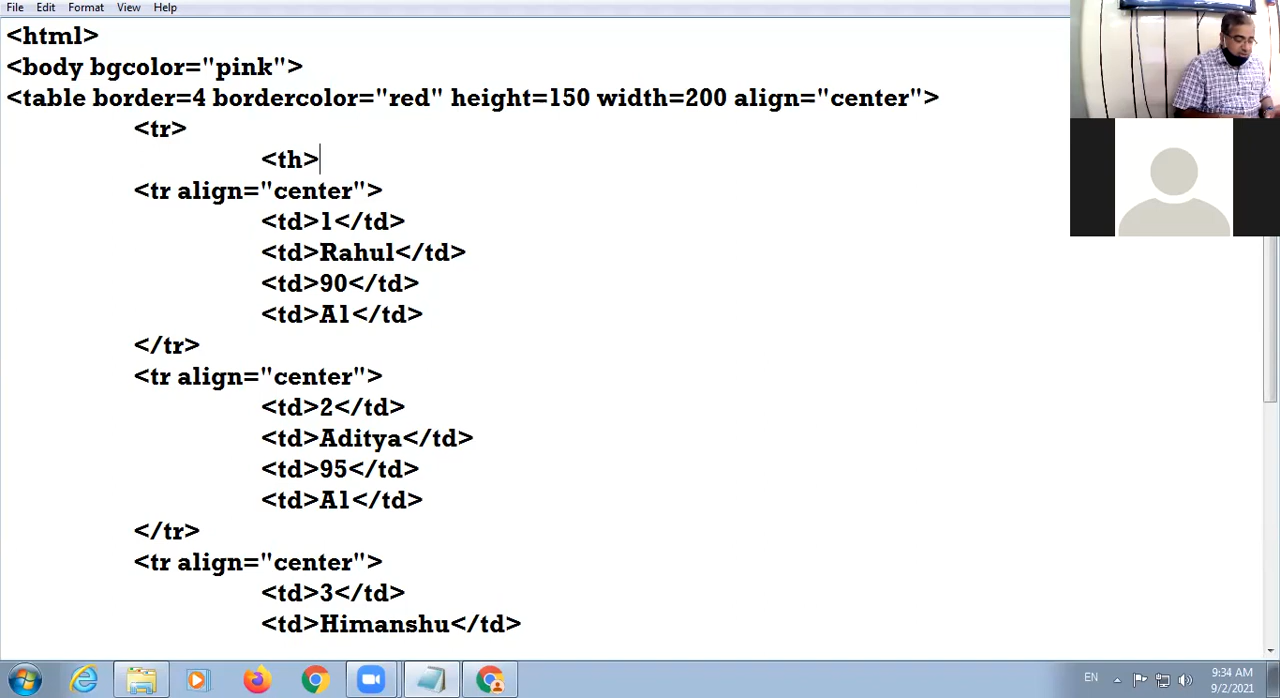 File Edit Format View Help
<html>
<body bgcolor="pink">
<table border=4 bordercolor="red" height=150 width=200 align="center">
<tr>
<th>
<tr align="center">
<td>1</td>
<td>Rahul</td>
<td>90</td>
<td>A1</td>
</tr>
<tr align="center">
<td>2</td>
<td>Aditya</td>
<td>95</td>
<td>A1</td>
</tr>
<tr align="center">
<td>3</td>
<td>Himanshu</td>
EN
9:34 AM
9/2/2021